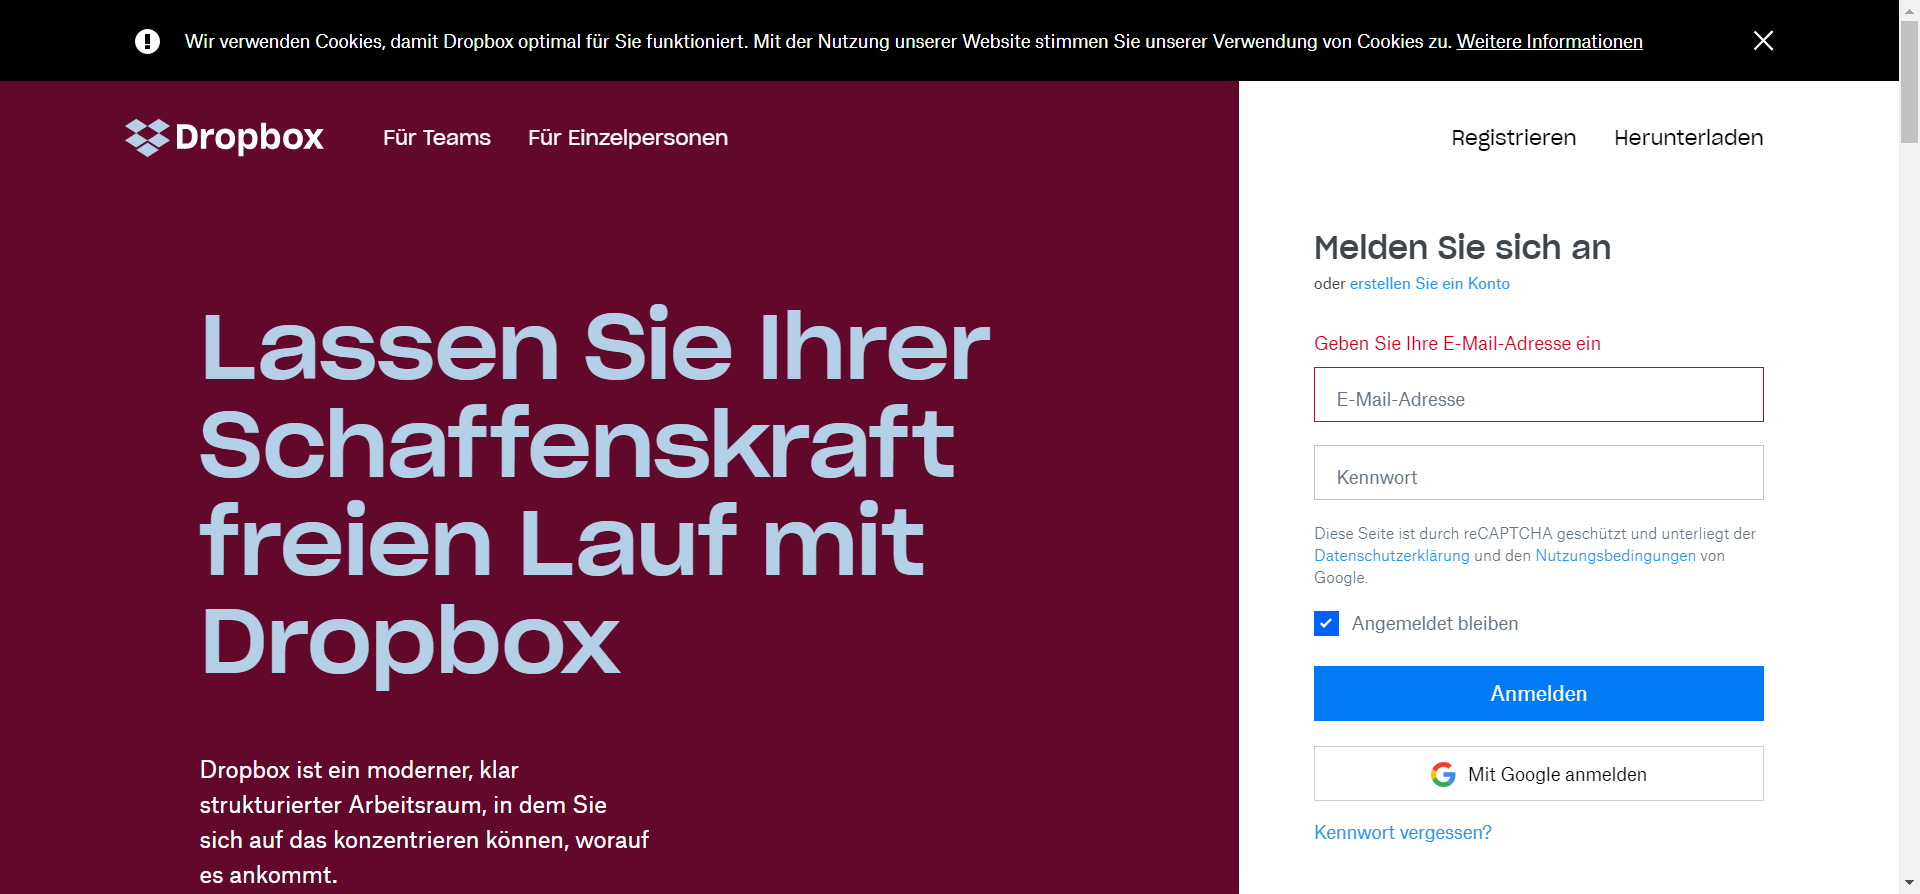 Wir verwenden Cookies, damit Dropbox optimal für Sie funktioniert. Mit der Nutzung unserer Website stimmen Sie unserer Verwendung von Cookies zu. Weitere Informationen
Dropbox
Für Teams
Für Einzelpersonen
Registrieren
Herunterladen
Lassen Sie Ihrer
Schaffenskraft
freien Lauf mit
Dropbox
Dropbox ist ein moderner, klar
strukturierter Arbeitsraum, in dem Sie
sich auf das konzentrieren können, worauf
es ankommt.
Melden Sie sich an
oder erstellen Sie ein Konto
Geben Sie Ihre E-Mail-Adresse ein
E-Mail-Adresse
Kennwort
Diese Seite ist durch reCAPTCHA geschützt und unterliegt der
Datenschutzerklärung und den Nutzungsbedingungen von
Google.
Angemeldet bleiben
Anmelden
Mit Google anmelden
Kennwort vergessen?